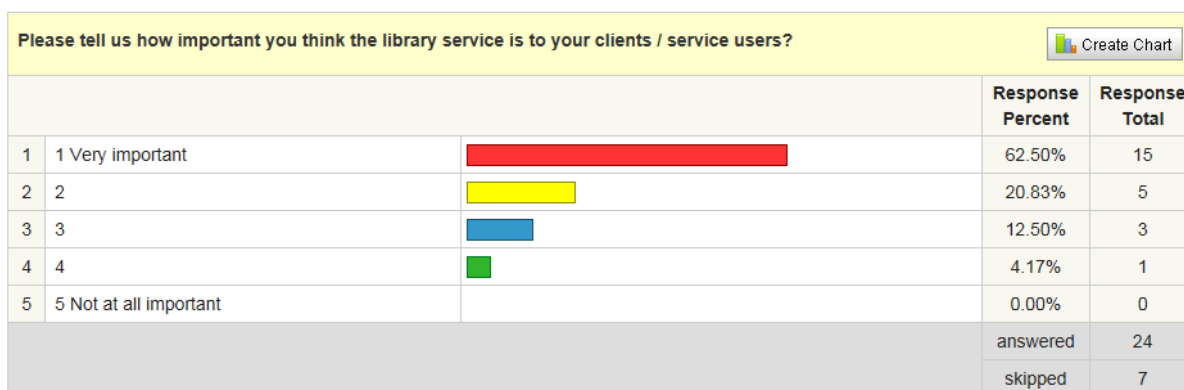 Please tell us how important you think the library service is to your clients / service users?
Create Chart
Response Percent Response Total
1 1 Very important 62.50% 15
2 2 20.83% 5
3 3 12.50% 3
4 4 4.17% 1
5 5 Not at all important 0.00% 0
answered 24
skipped 7